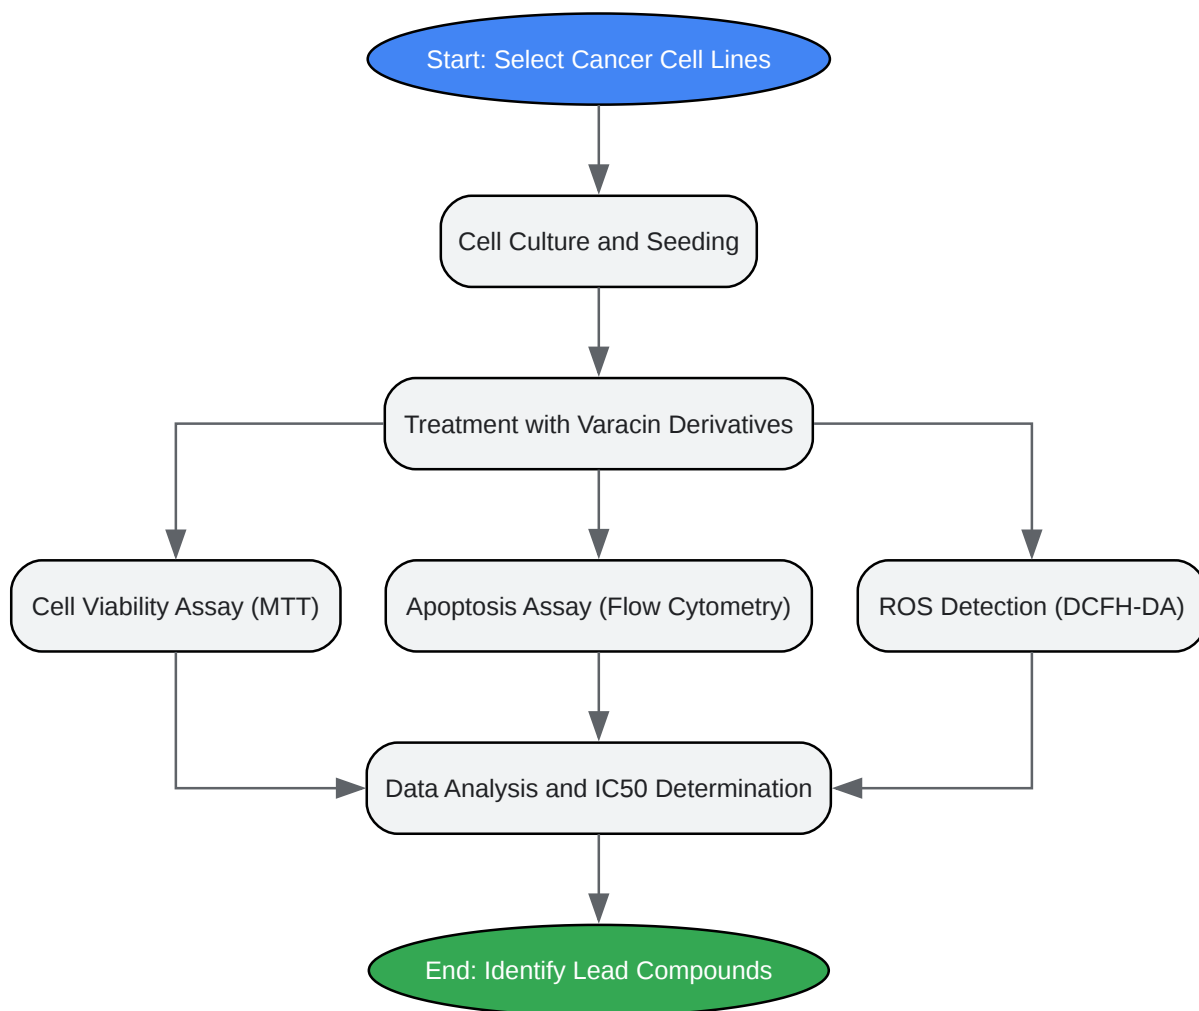 Start: Select Cancer Cell Lines
Cell Culture and Seeding
Treatment with Varacin Derivatives
Cell Viability Assay (MTT)
Apoptosis Assay (Flow Cytometry)
ROS Detection (DCFH-DA)
Data Analysis and IC50 Determination
End: Identify Lead Compounds